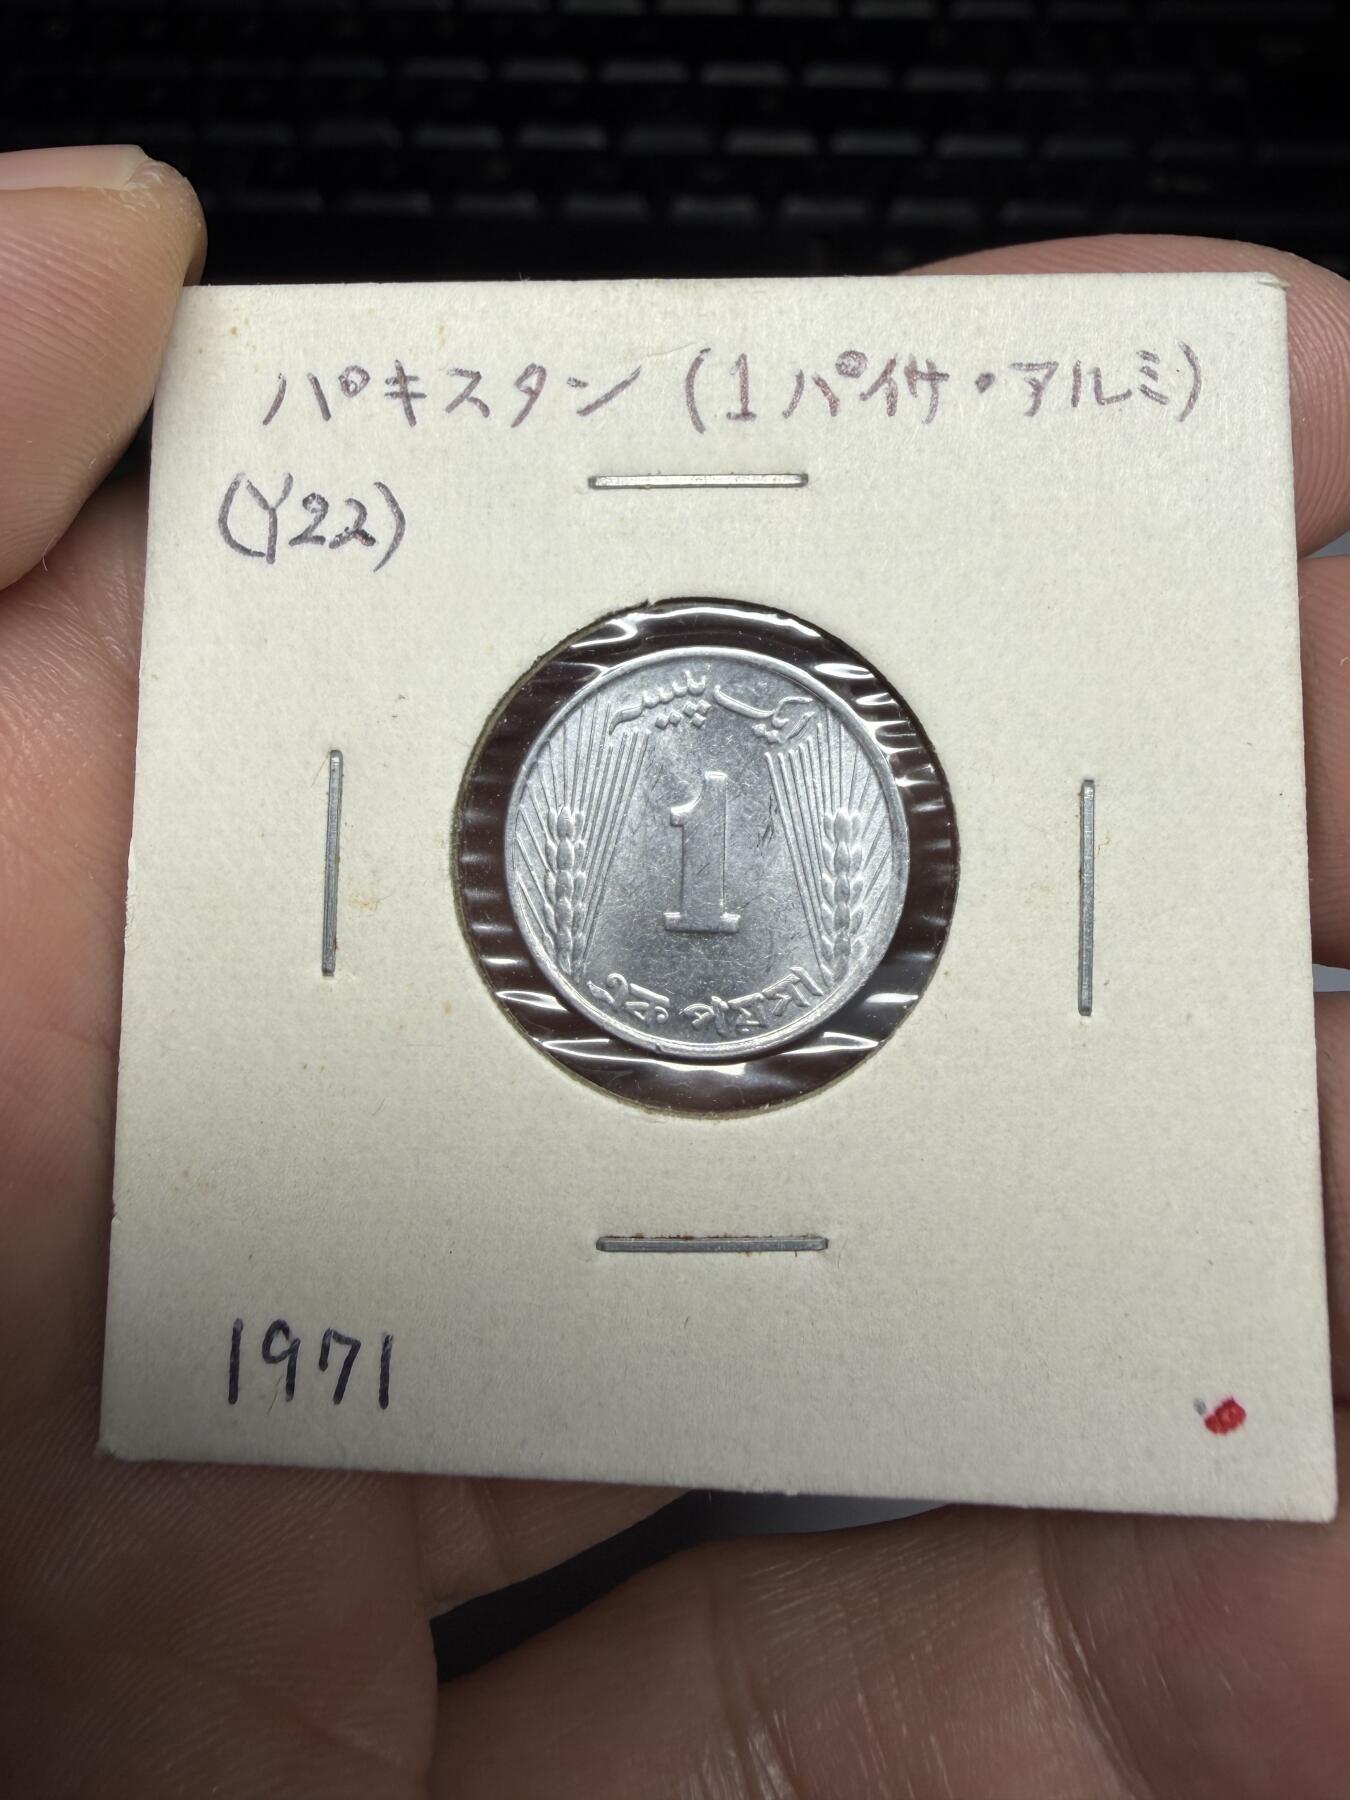 パキスタン(1パイサ・アルミ)
(Y22)
ایک پیسہ
1
এক পয়সা
1971